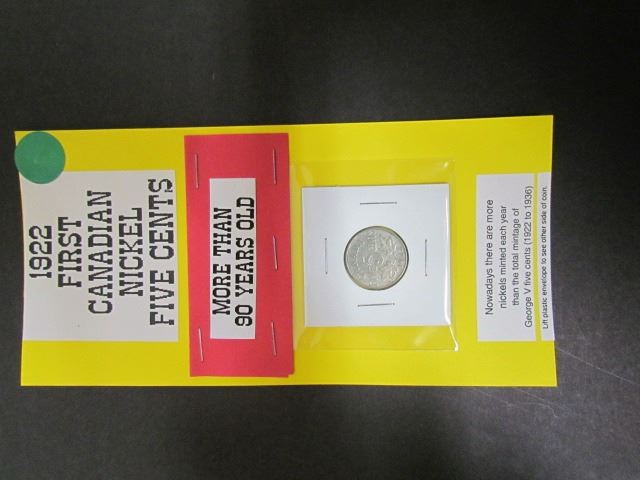 1922
FIRST
CANADIAN
NICKEL
FIVE CENTS
MORE THAN
90 YEARS OLD
Nowadays there are more
nickels minted each year
than the total mintage of
George V five cents (1922 to 1936)
Lift plastic envelope to see other side of coin.